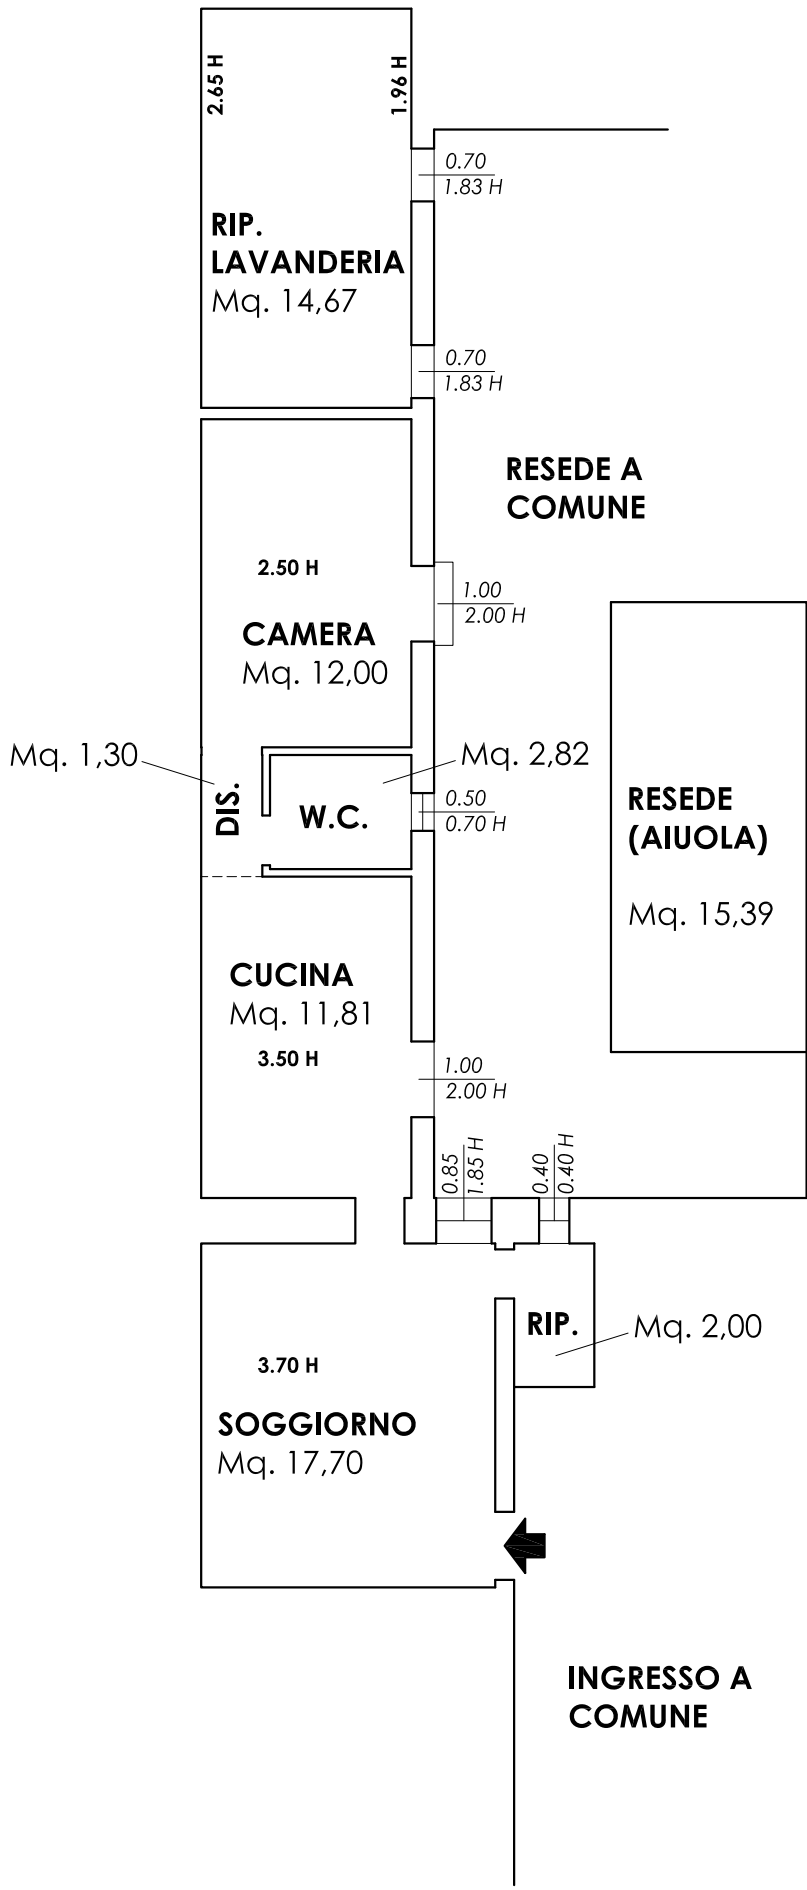 2.65 H
1.96 H
0.70
1.83 H
RIP.
LAVANDERIA
Mq. 14,67
0.70
1.83 H
RESEDE A
COMUNE
2.50 H
1.00
2.00 H
CAMERA
Mq. 12,00
Mq. 1,30
Mq. 2,82
DIS.
W.C.
0.50
0.70 H
RESEDE
(AIUOLA)
Mq. 15,39
CUCINA
Mq. 11,81
3.50 H
1.00
2.00 H
0.85
1.85 H
0.40
0.40 H
RIP.
Mq. 2,00
3.70 H
SOGGIORNO
Mq. 17,70
INGRESSO A
COMUNE